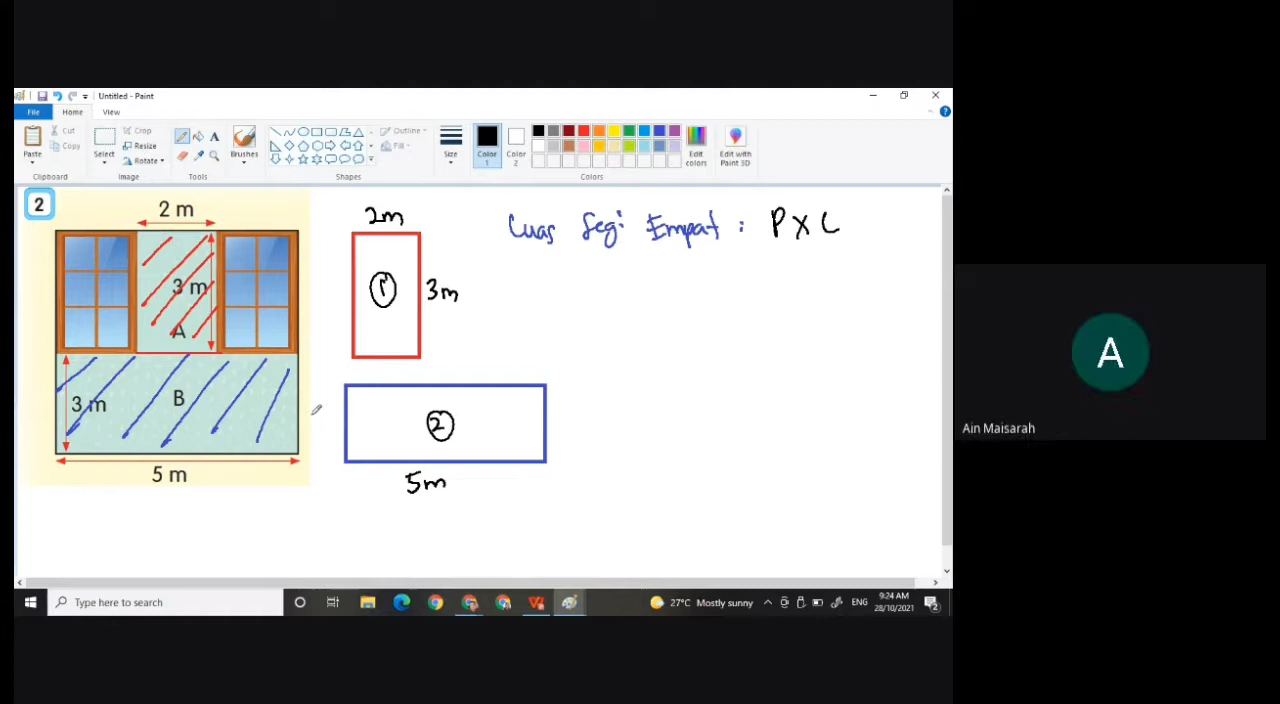 Untitled - Paint
File
Home
View
Paste
Cut
Copy
Clipboard
Select
Crop
Resize
Rotate
Image
A
Tools
Brushes
Shapes
Outline
Fill
Size
Color 1
Color 2
Colors
Edit colors
Edit with Paint 3D
2
2 m
3 m
A
3 m
B
5 m
2m
1
3m
2
5m
Luas Segi Empat : P X L
A
Ain Maisarah
Type here to search
27°C Mostly sunny
ENG
9:24 AM
28/10/2021
2